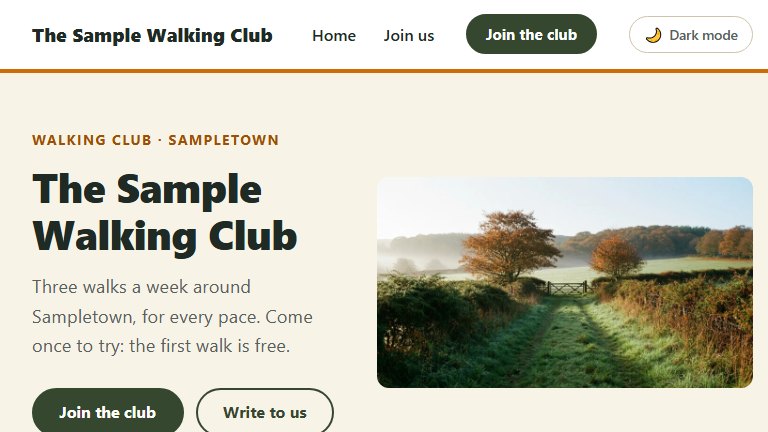 The Sample Walking Club
Home
Join us
Join the club
Dark mode
WALKING CLUB · SAMPLETOWN
The Sample
Walking Club
Three walks a week around
Sampletown, for every pace. Come
once to try: the first walk is free.
Join the club
Write to us